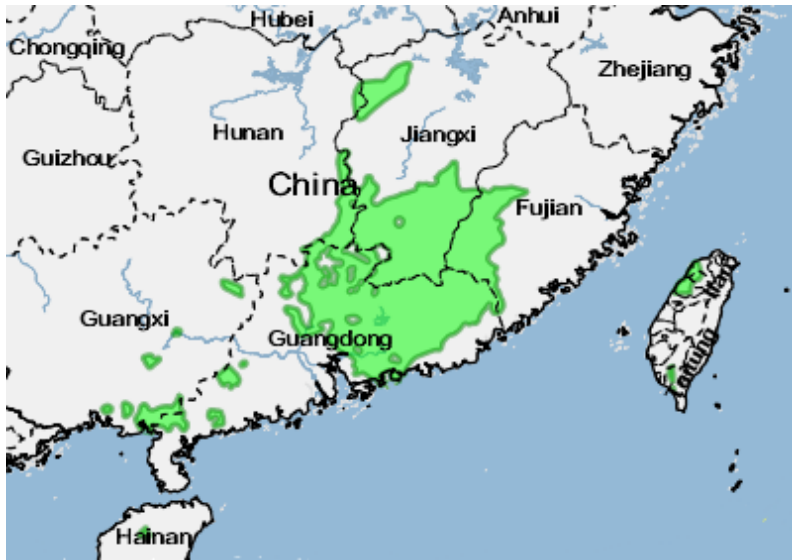 Anhui
Hubei
Chongqing
Zhejiang
Hunan
Jiangxi
Guizhou
China
Fujian
Guangxi
Guangdong
Hainan